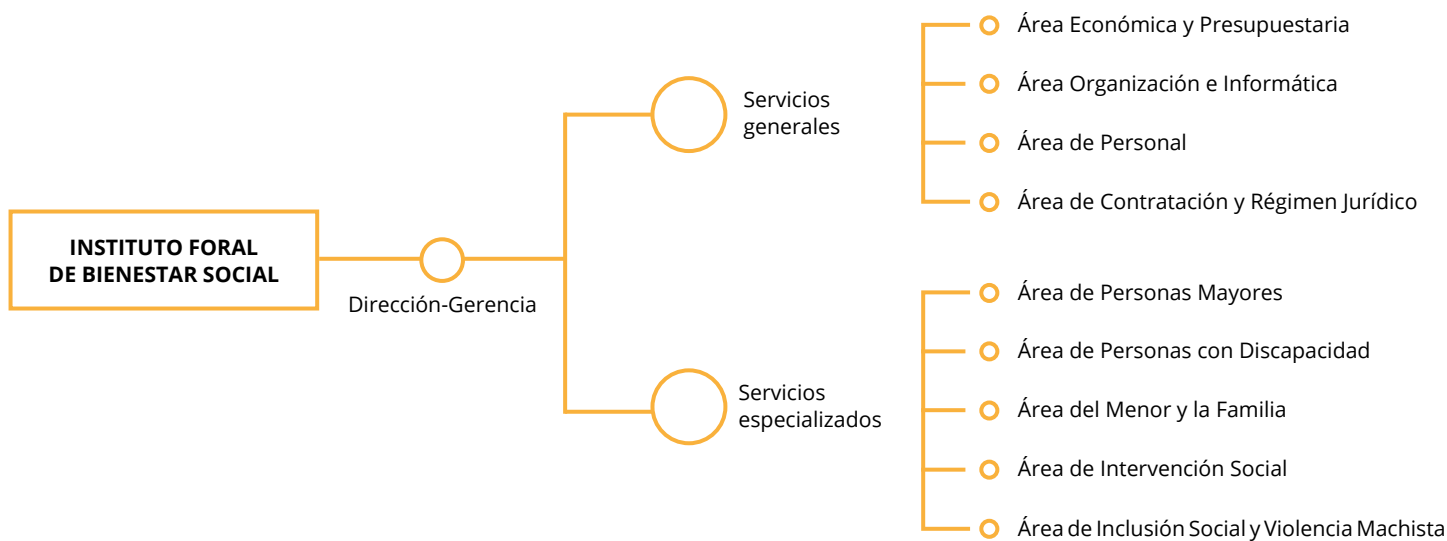 INSTITUTO FORAL
DE BIENESTAR SOCIAL
Dirección-Gerencia
Servicios
generales
Área Económica y Presupuestaria
Área Organización e Informática
Área de Personal
Área de Contratación y Régimen Jurídico
Servicios
especializados
Área de Personas Mayores
Área de Personas con Discapacidad
Área del Menor y la Familia
Área de Intervención Social
Área de Inclusión Social y Violencia Machista